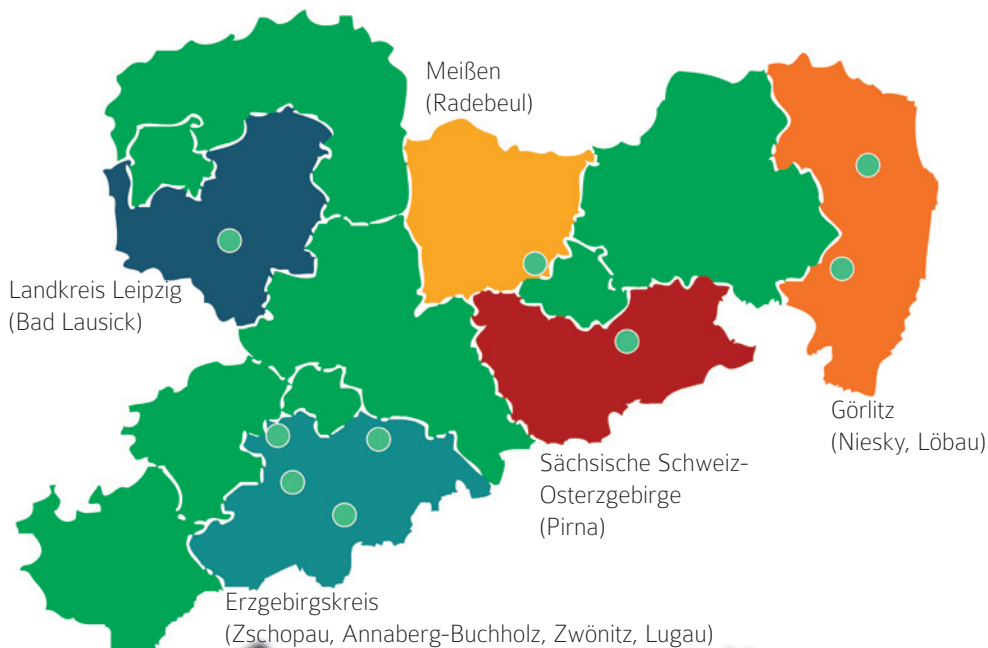 Meißen
(Radebeul)
Landkreis Leipzig
(Bad Lausick)
Görlitz
(Niesky, Löbau)
Sächsische Schweiz-
Osterzgebirge
(Pirna)
Erzgebirgskreis
(Zschopau, Annaberg-Buchholz, Zwönitz, Lugau)